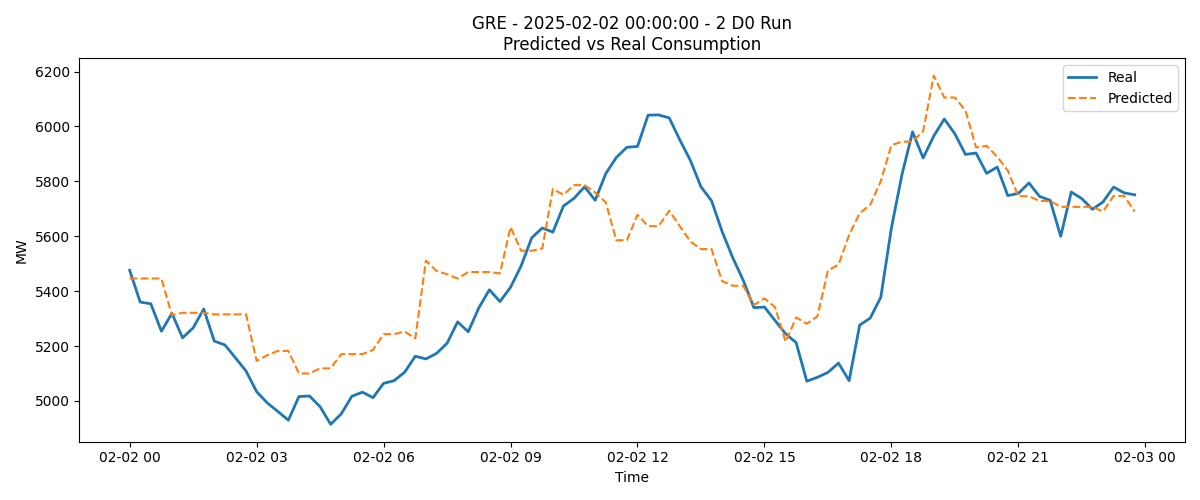 GRE - 2025-02-02 00:00:00 - 2 D0 Run
Predicted vs Real Consumption
6200
6000
5800
5600
5400
5200
5000
MW
Real
Predicted
02-02 00
02-02 03
02-02 06
02-02 09
02-02 12
02-02 15
02-02 18
02-02 21
02-03 00
Time